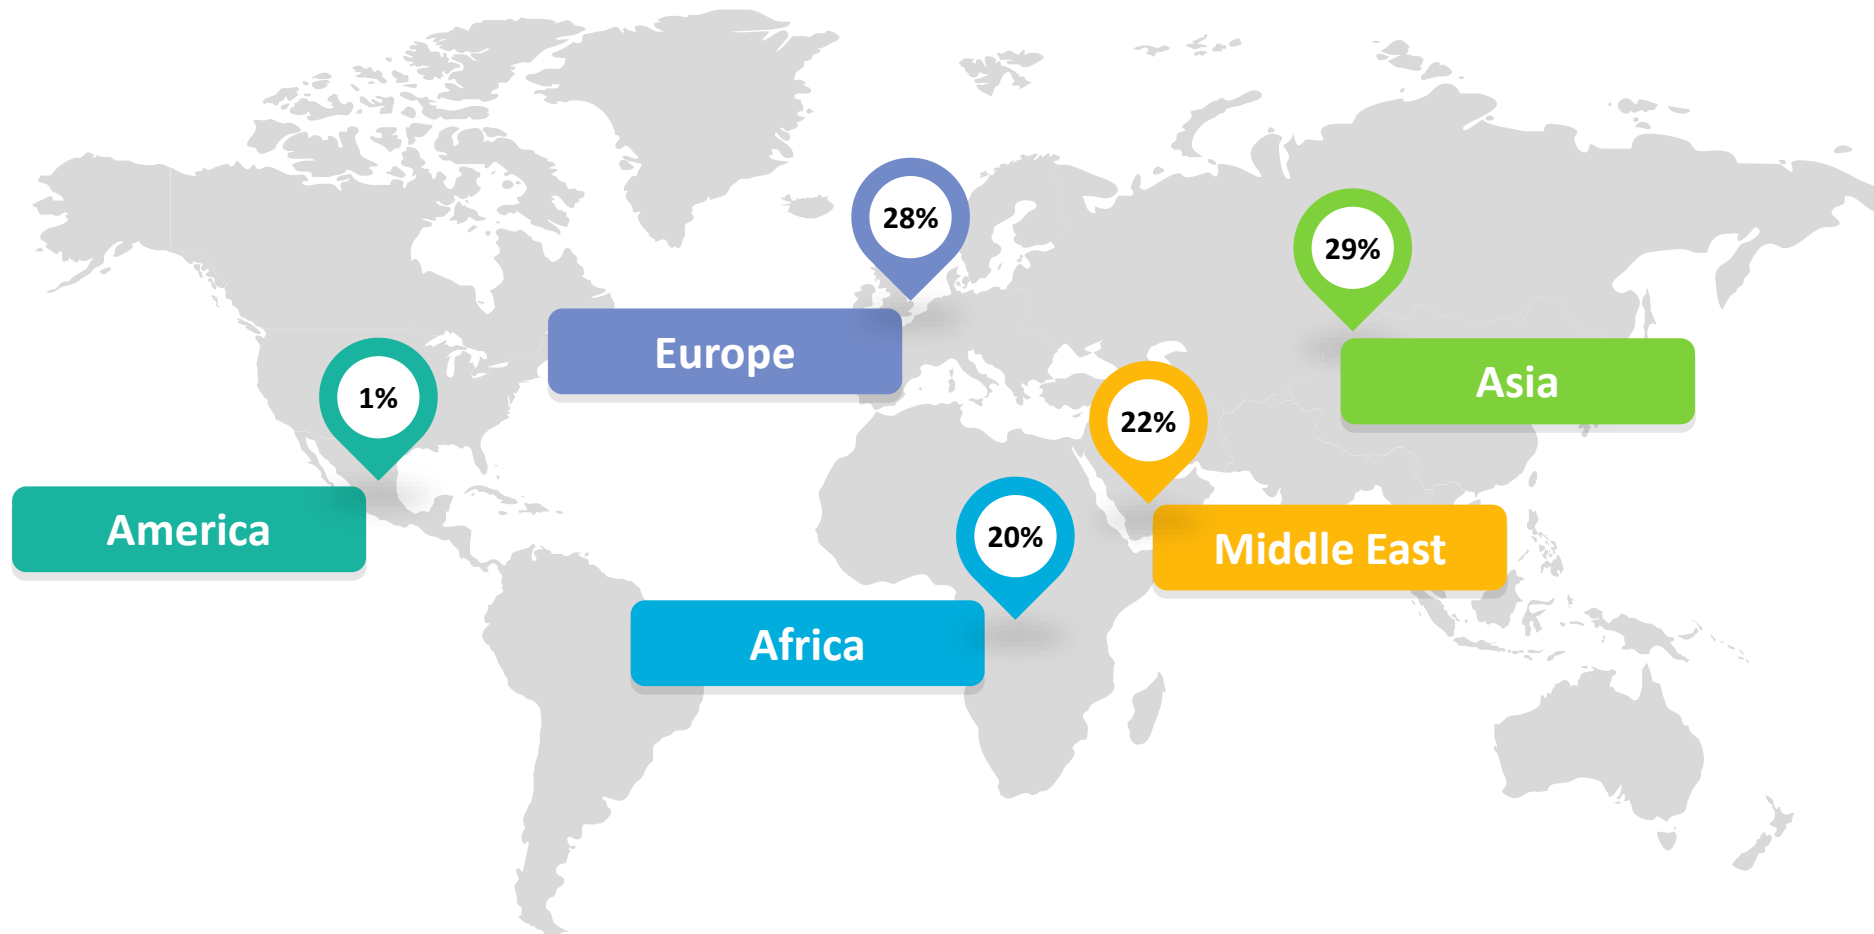 28%
Europe
29%
Asia
1%
America
22%
Middle East
20%
Africa